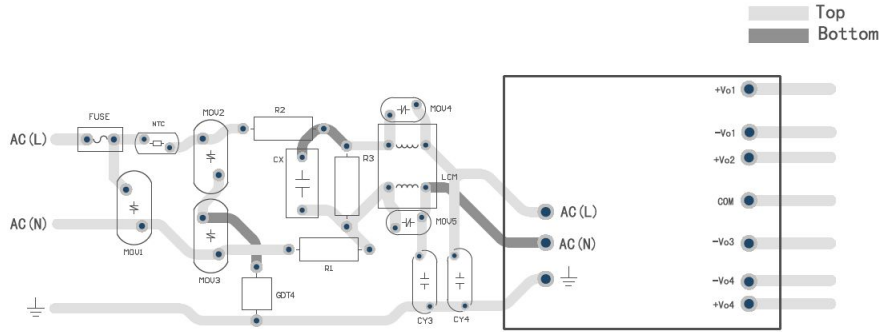 Top
Bottom
+Vo1
FUSE
NTC
MOV2
R2
MOV4
AC(L)
-Vo1
+Vo2
CX
R3
LCM
COM
AC(L)
AC(N)
MOV5
AC(N)
-Vo3
MOV1
MOV3
R1
-Vo4
GDT4
+Vo4
CY3
CY4